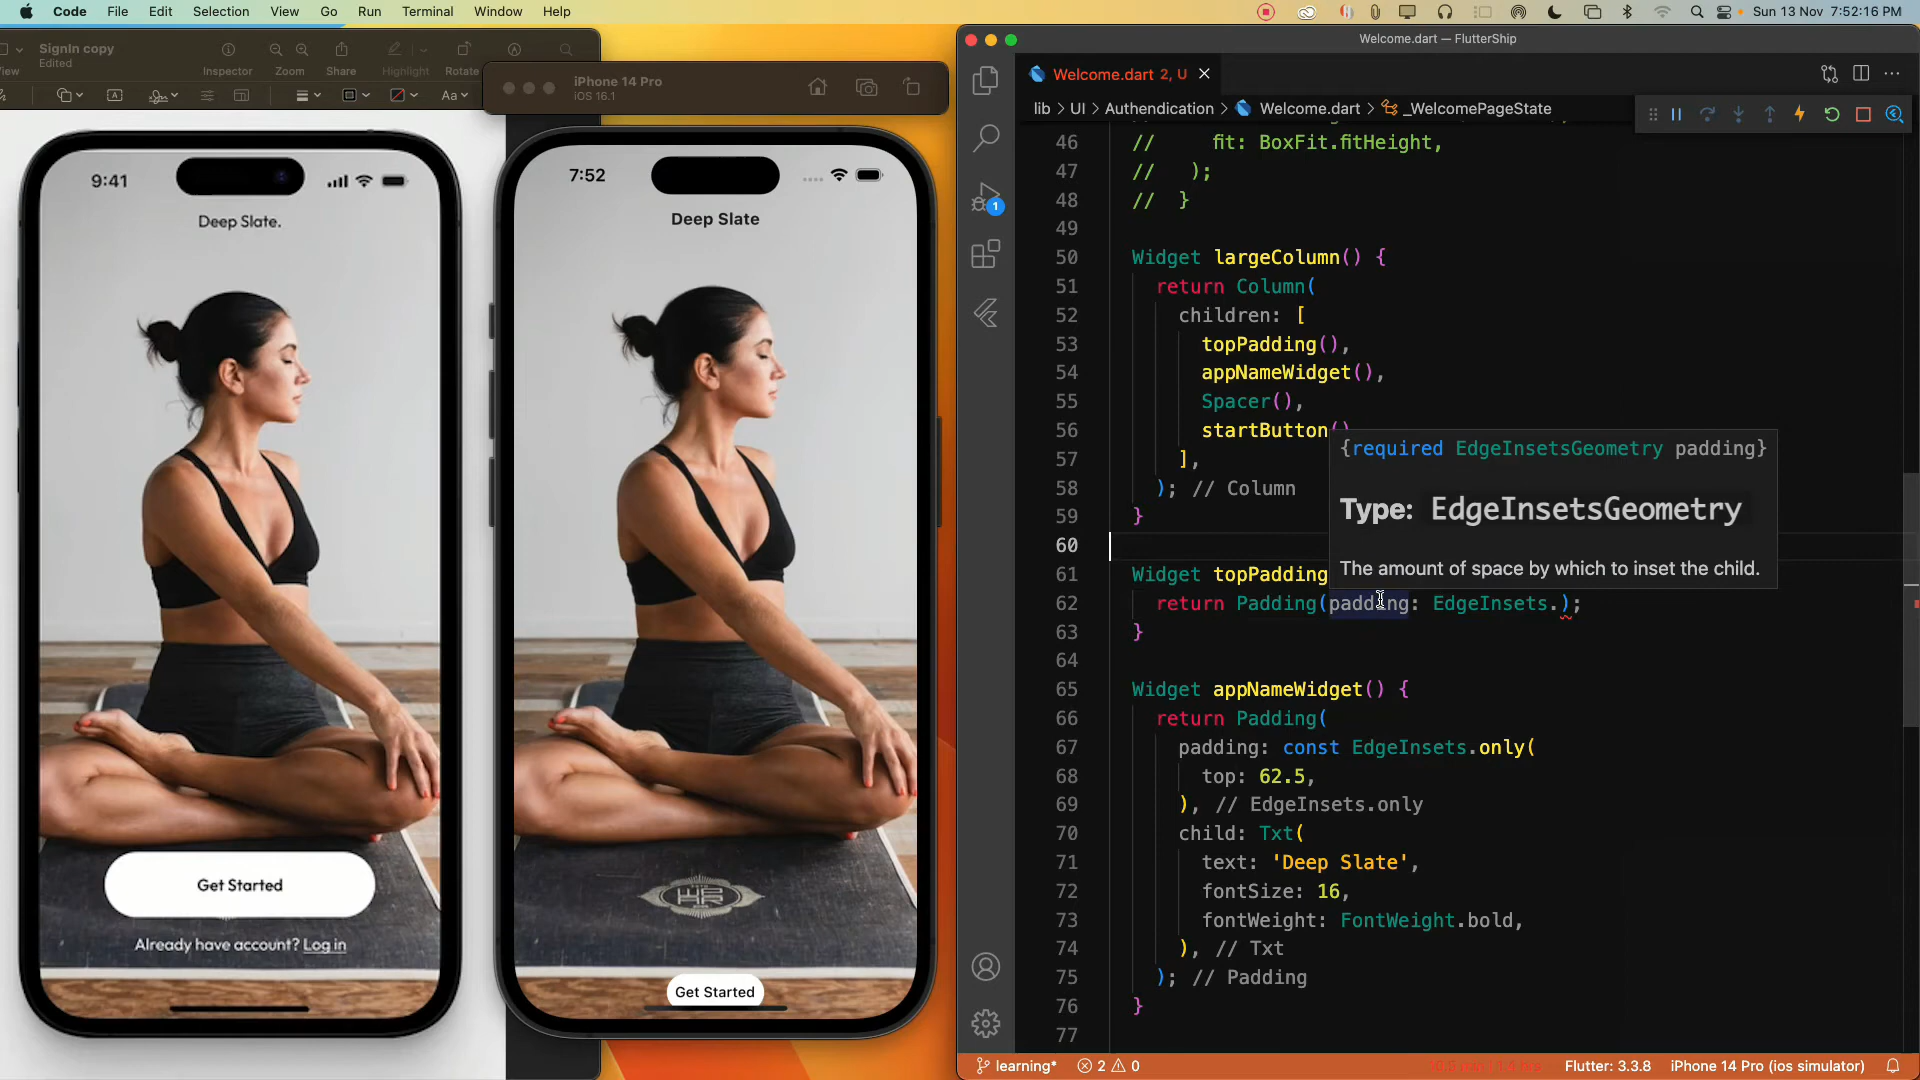 Code File Edit Selection View Go Run Terminal Window Help
Sun 13 Nov 7:52:16 PM
SignIn copy
Edited
View Inspector Zoom Share Highlight Rotate
Aa
iPhone 14 Pro
iOS 16.1
9:41
Deep Slate.
Get Started
Already have account? Log in
7:52
Deep Slate
Get Started
Welcome.dart — FlutterShip
Welcome.dart 2, U
lib > UI > Authendication > Welcome.dart > _WelcomePageState
46 // fit: BoxFit.fitHeight,
47 // );
48 // }
49
50 Widget largeColumn() {
51 return Column(
52 children: [
53 topPadding(),
54 appNameWidget(),
55 Spacer(),
56 startButton()
57 ],
58 ); // Column
59 }
60
{required EdgeInsetsGeometry padding}
Type: EdgeInsetsGeometry
The amount of space by which to inset the child.
61 Widget topPadding
62 return Padding(padding: EdgeInsets.);
63 }
64
65 Widget appNameWidget() {
66 return Padding(
67 padding: const EdgeInsets.only(
68 top: 62.5,
69 ), // EdgeInsets.only
70 child: Txt(
71 text: 'Deep Slate',
72 fontSize: 16,
73 fontWeight: FontWeight.bold,
74 ), // Txt
75 ); // Padding
76 }
77
1
learning* 2 0
Flutter: 3.3.8 iPhone 14 Pro (ios simulator)